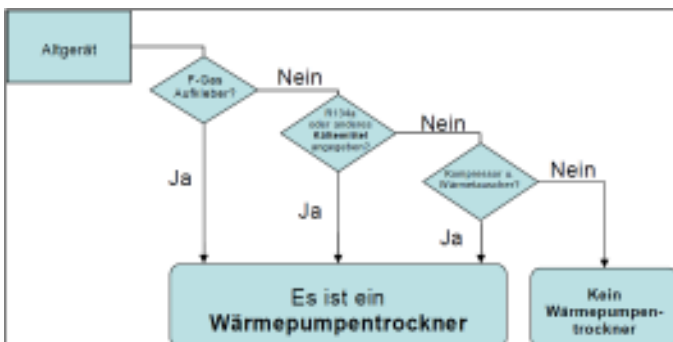 Altgerät
F-Gas
Aufkleber?
Nein
R134a
oder anderes
Kältemittel
angegeben?
Nein
Kompressor u.
Wärmetauscher?
Nein
Ja
Ja
Ja
Es ist ein
Wärmepumpentrockner
Kein
Wärmepumpen-
trockner